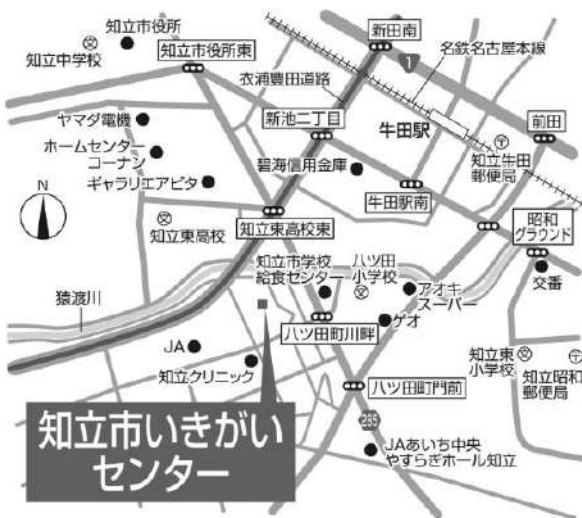 知立市役所
知立中学校
知立市役所東
新田南
1
名鉄名古屋本線
衣浦豊田道路
ヤマダ電機
新池二丁目
牛田駅
前田
ホームセンター
コーナン
碧海信用金庫
知立牛田
郵便局
ギャラリエアピタ
牛田駅南
N
知立東高校
知立東高校東
昭和
グラウンド
知立市学校
給食センター
八ツ田
小学校
アオキ
スーパー
交番
猿渡川
ゲオ
八ツ田町川畔
JA
知立クリニック
知立東
小学校
知立昭和
郵便局
八ツ田町門前
知立市いきがい
センター
285
JAあいち中央
やすらぎホール知立